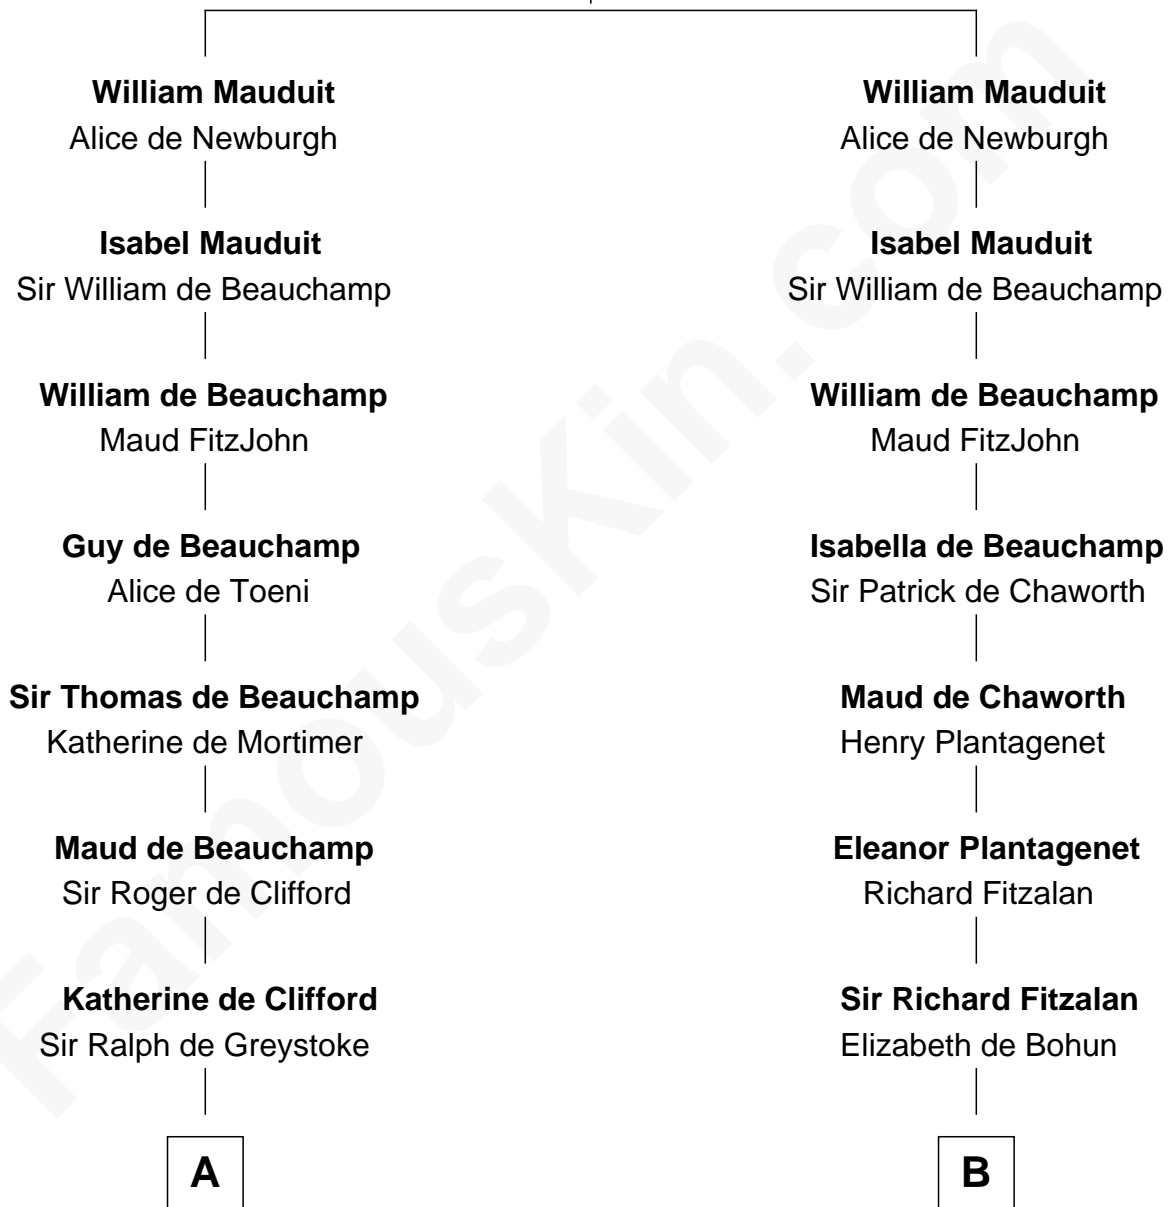 William Mauduit
Alice de Newburgh
Isabel Mauduit
Sir William de Beauchamp
William de Beauchamp
Maud FitzJohn
Guy de Beauchamp
Alice de Toeni
Sir Thomas de Beauchamp
Katherine de Mortimer
Maud de Beauchamp
Sir Roger de Clifford
Katherine de Clifford
Sir Ralph de Greystoke
A
William Mauduit
Alice de Newburgh
Isabel Mauduit
Sir William de Beauchamp
William de Beauchamp
Maud FitzJohn
Isabella de Beauchamp
Sir Patrick de Chaworth
Maud de Chaworth
Henry Plantagenet
Eleanor Plantagenet
Richard Fitzalan
Sir Richard Fitzalan
Elizabeth de Bohun
B
FamousKin.com